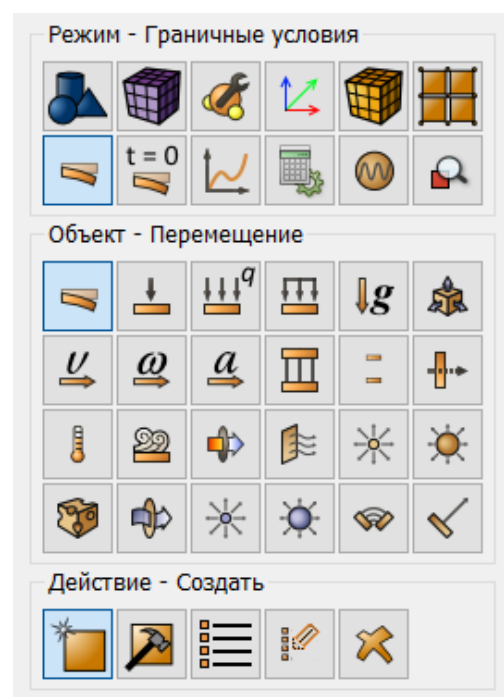 Режим - Граничные условия
t = 0
Объект - Перемещение
q
g
υ
ω
a
Действие - Создать